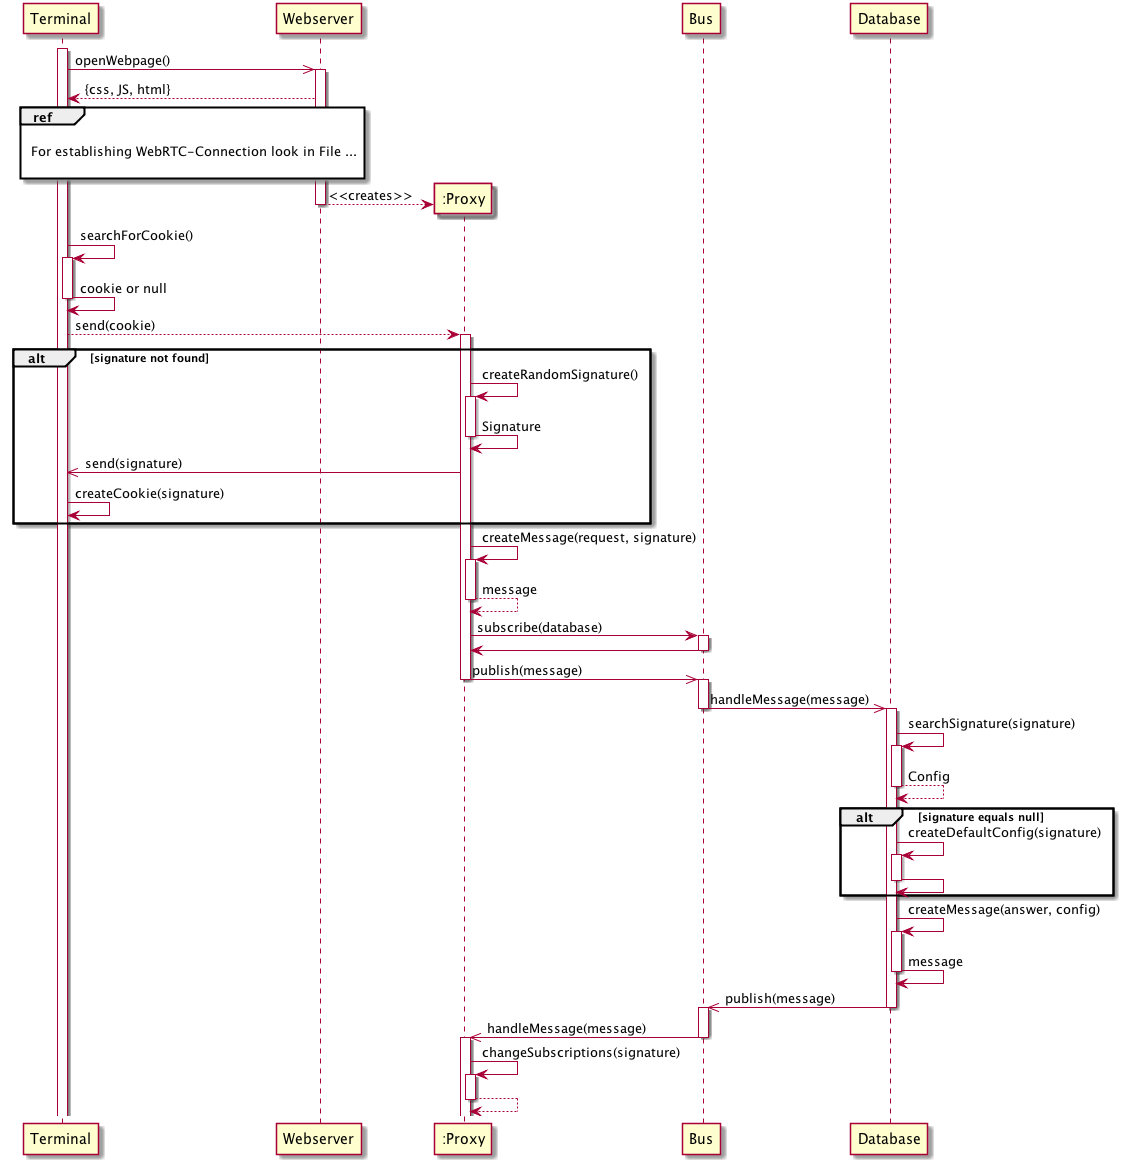 Terminal
Webserver
Bus
Database
openWebpage()
{css, JS, html}
ref
For establishing WebRTC-Connection look in File ...
<<creates>>
:Proxy
searchForCookie()
cookie or null
send(cookie)
alt
[signature not found]
createRandomSignature()
Signature
send(signature)
createCookie(signature)
createMessage(request, signature)
message
subscribe(database)
publish(message)
handleMessage(message)
searchSignature(signature)
Config
alt
[signature equals null]
createDefaultConfig(signature)
createMessage(answer, config)
message
publish(message)
handleMessage(message)
changeSubscriptions(signature)
Terminal
Webserver
:Proxy
Bus
Database